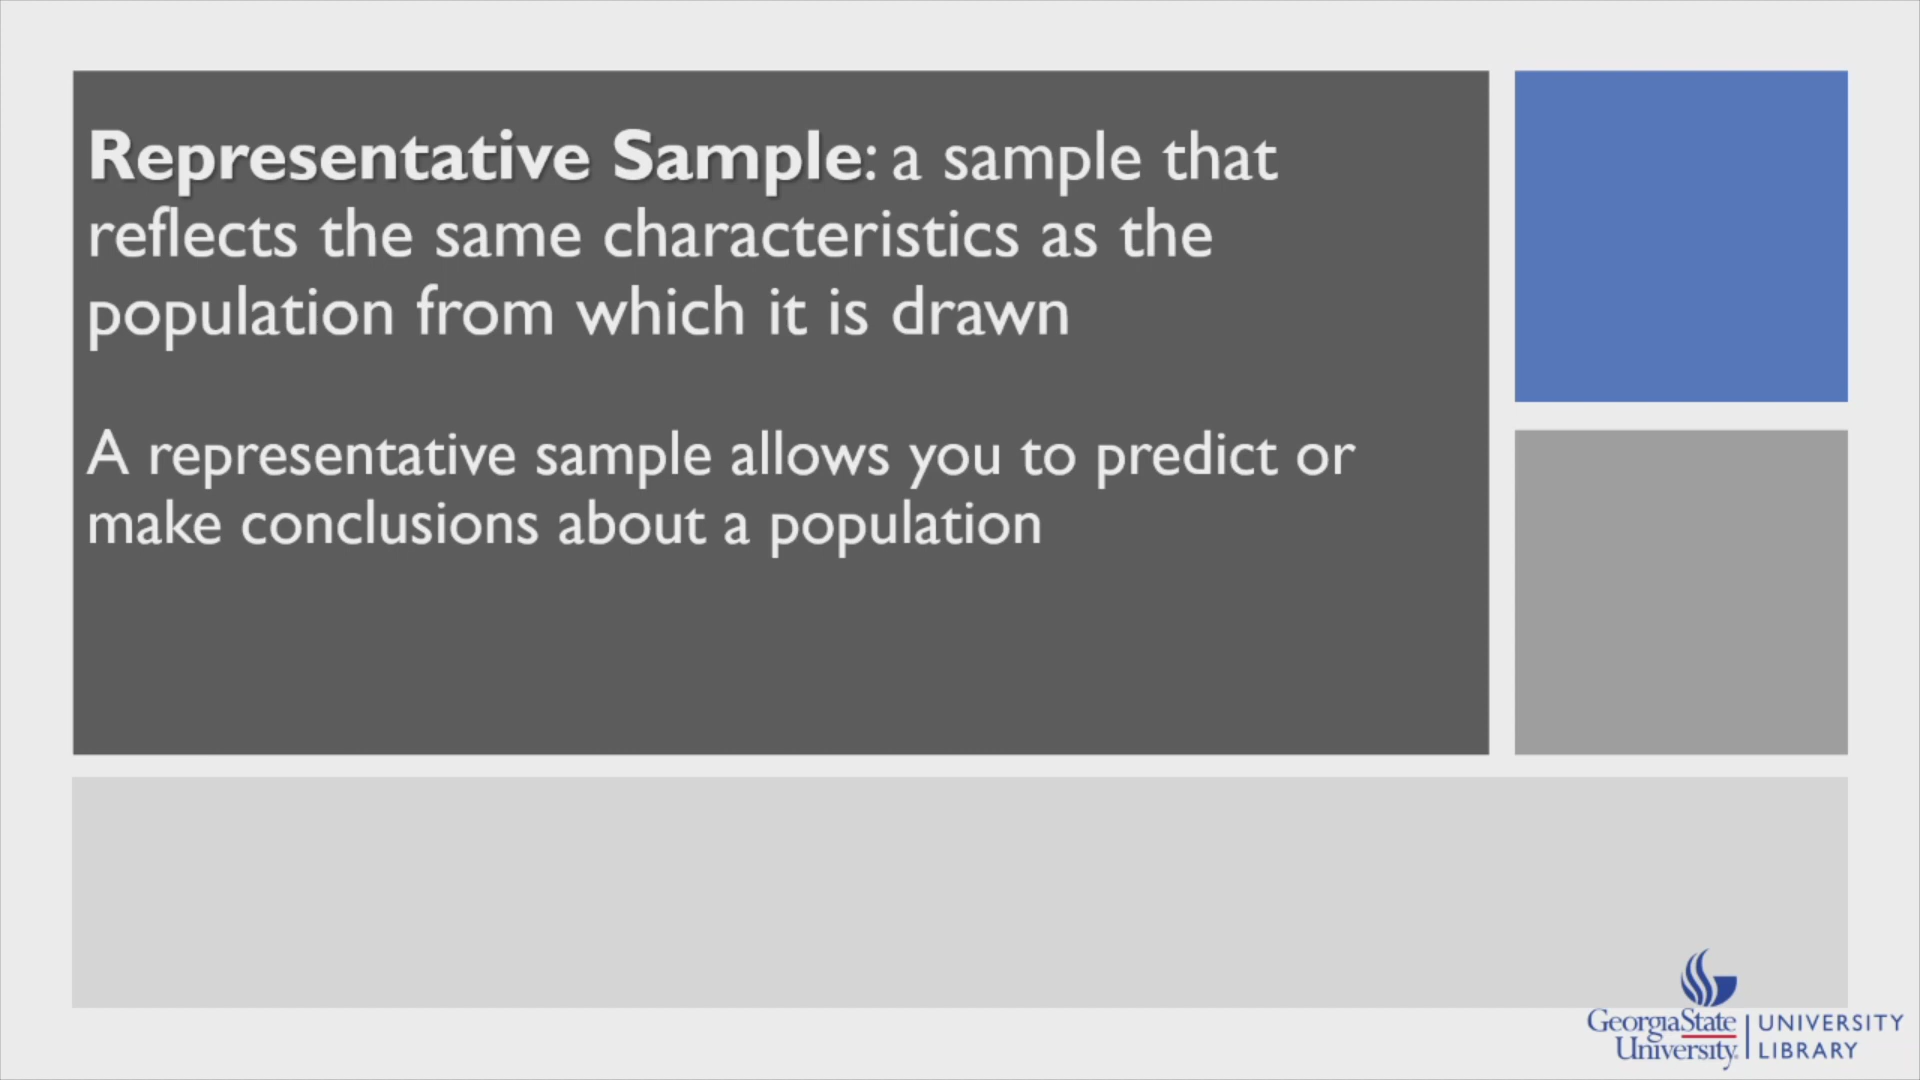 Representative Sample: a sample that
reflects the same characteristics as the
population from which it is drawn
A representative sample allows you to predict or
make conclusions about a population
GeorgiaState
University
UNIVERSITY
LIBRARY